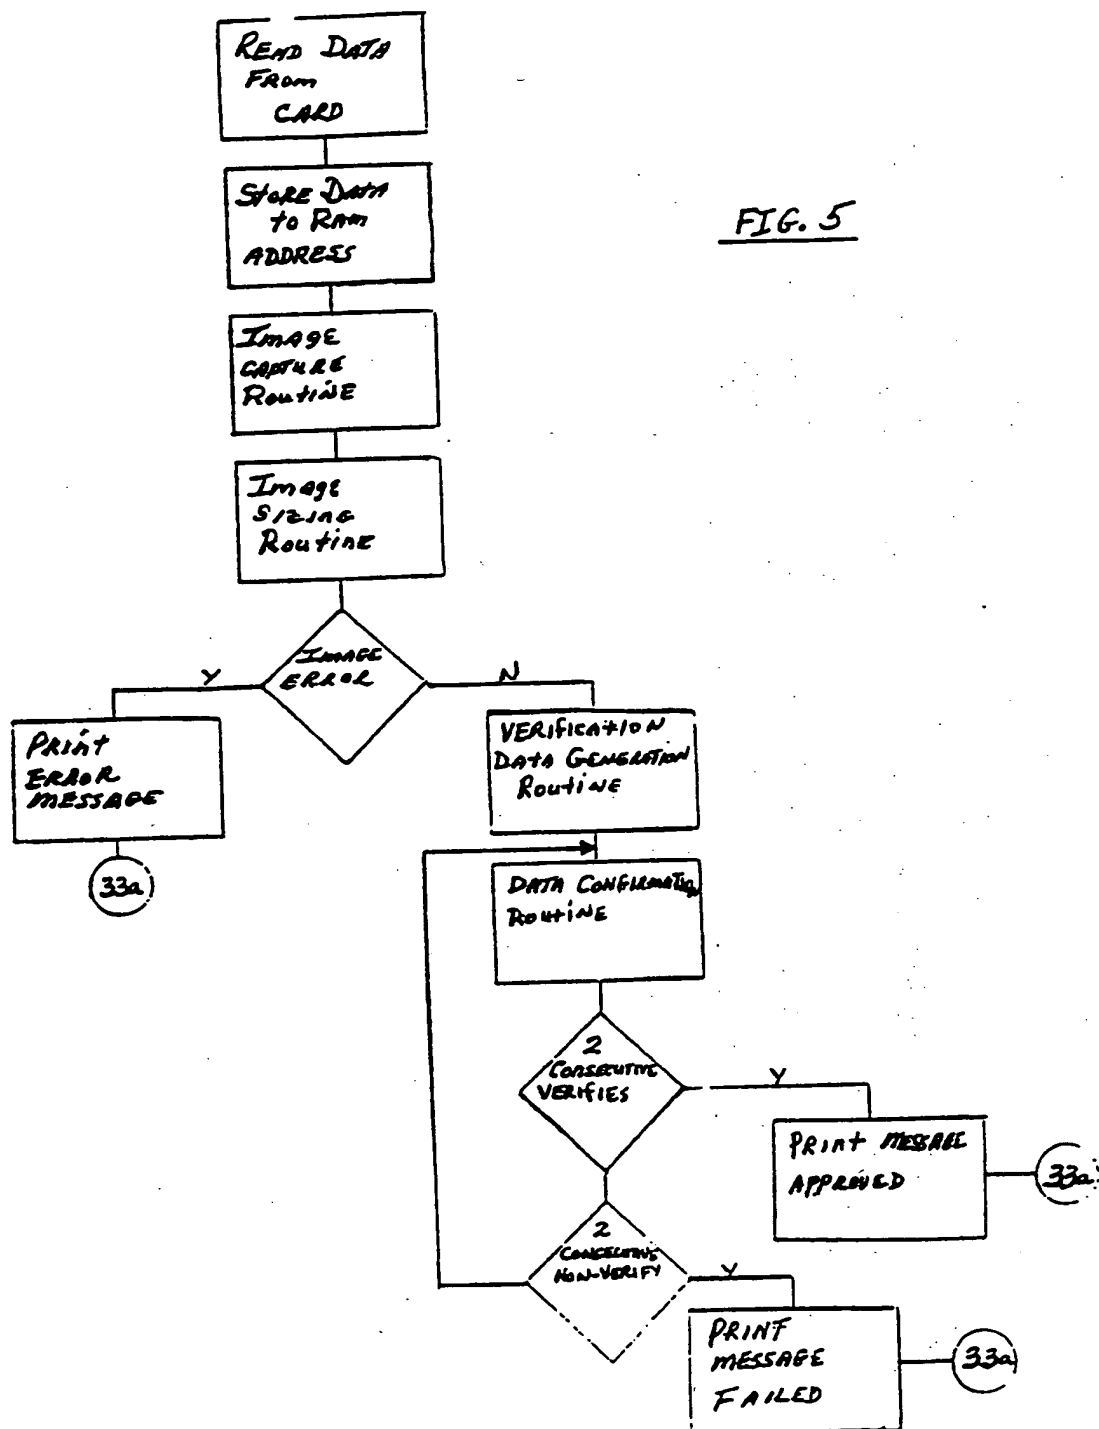 READ DATA
FROM
CARD
STORE DATA
TO RAM
ADDRESS
FIG. 5
IMAGE
CAPTURE
ROUTINE
IMAGE
SIZING
ROUTINE
IMAGE
ERROR
Y
N
PRINT
ERROR
MESSAGE
33a
VERIFICATION
DATA GENERATION
ROUTINE
DATA CONFIRMATION
ROUTINE
2
CONSECUTIVE
VERIFIES
Y
PRINT MESSAGE
APPROVED
33a
2
CONSECUTIVE
NON-VERIFY
Y
PRINT
MESSAGE
FAILED
33a